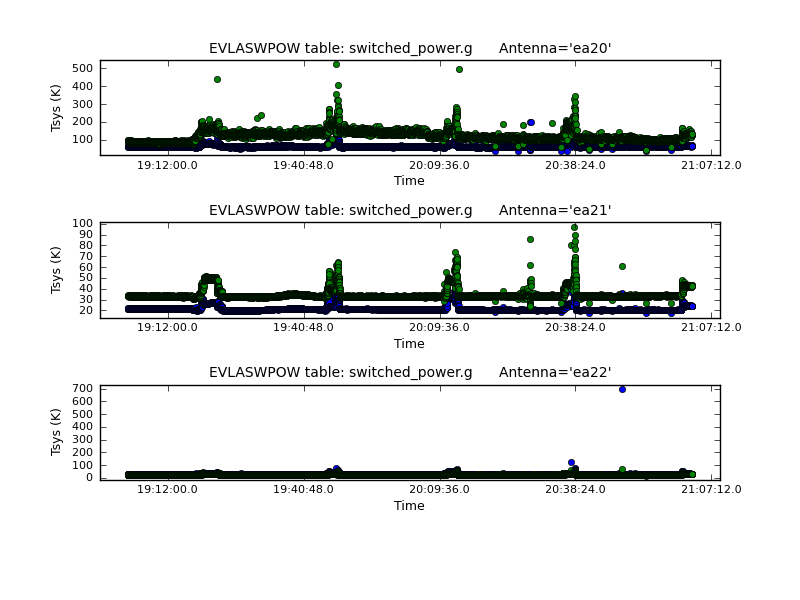 EVLASWPOW table: switched_power.g Antenna='ea20'
500
400
300
200
100
Tsys (K)
19:12:00.0 19:40:48.0 20:09:36.0 20:38:24.0 21:07:12.0
Time
EVLASWPOW table: switched_power.g Antenna='ea21'
100
90
80
70
60
50
40
30
20
Tsys (K)
19:12:00.0 19:40:48.0 20:09:36.0 20:38:24.0 21:07:12.0
Time
EVLASWPOW table: switched_power.g Antenna='ea22'
700
600
500
400
300
200
100
0
Tsys (K)
19:12:00.0 19:40:48.0 20:09:36.0 20:38:24.0 21:07:12.0
Time